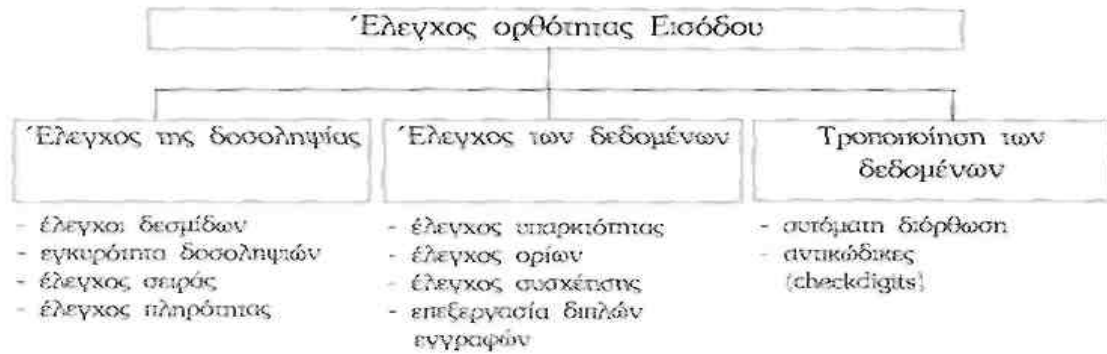 Έλεγχος ορθότητας Εισόδου
Έλεγχος της δοσοληψίας
- έλεγχοι δεσμίδων
- εγκυρότητα δοσοληψιών
- έλεγχος σειράς
- έλεγχος πληρότητας
Έλεγχος των δεδομένων
- έλεγχος υπαρκτότητας
- έλεγχος ορίων
- έλεγχος συσχέτισης
- επεξεργασία διπλών
εγγραφών
Τροποποίηση των
δεδομένων
- αυτόματη διόρθωση
- αντικώδικες
(checkdigits)